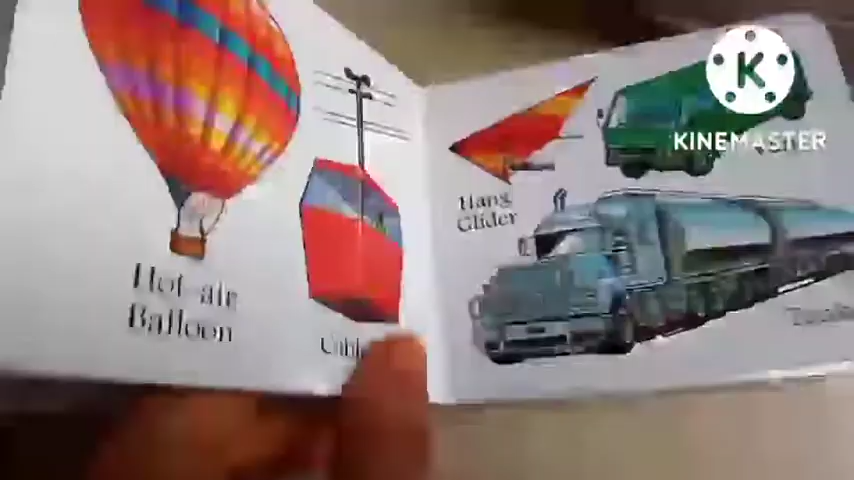 Hot-air
Balloon
Hang
Glider
K
KINEMASTER